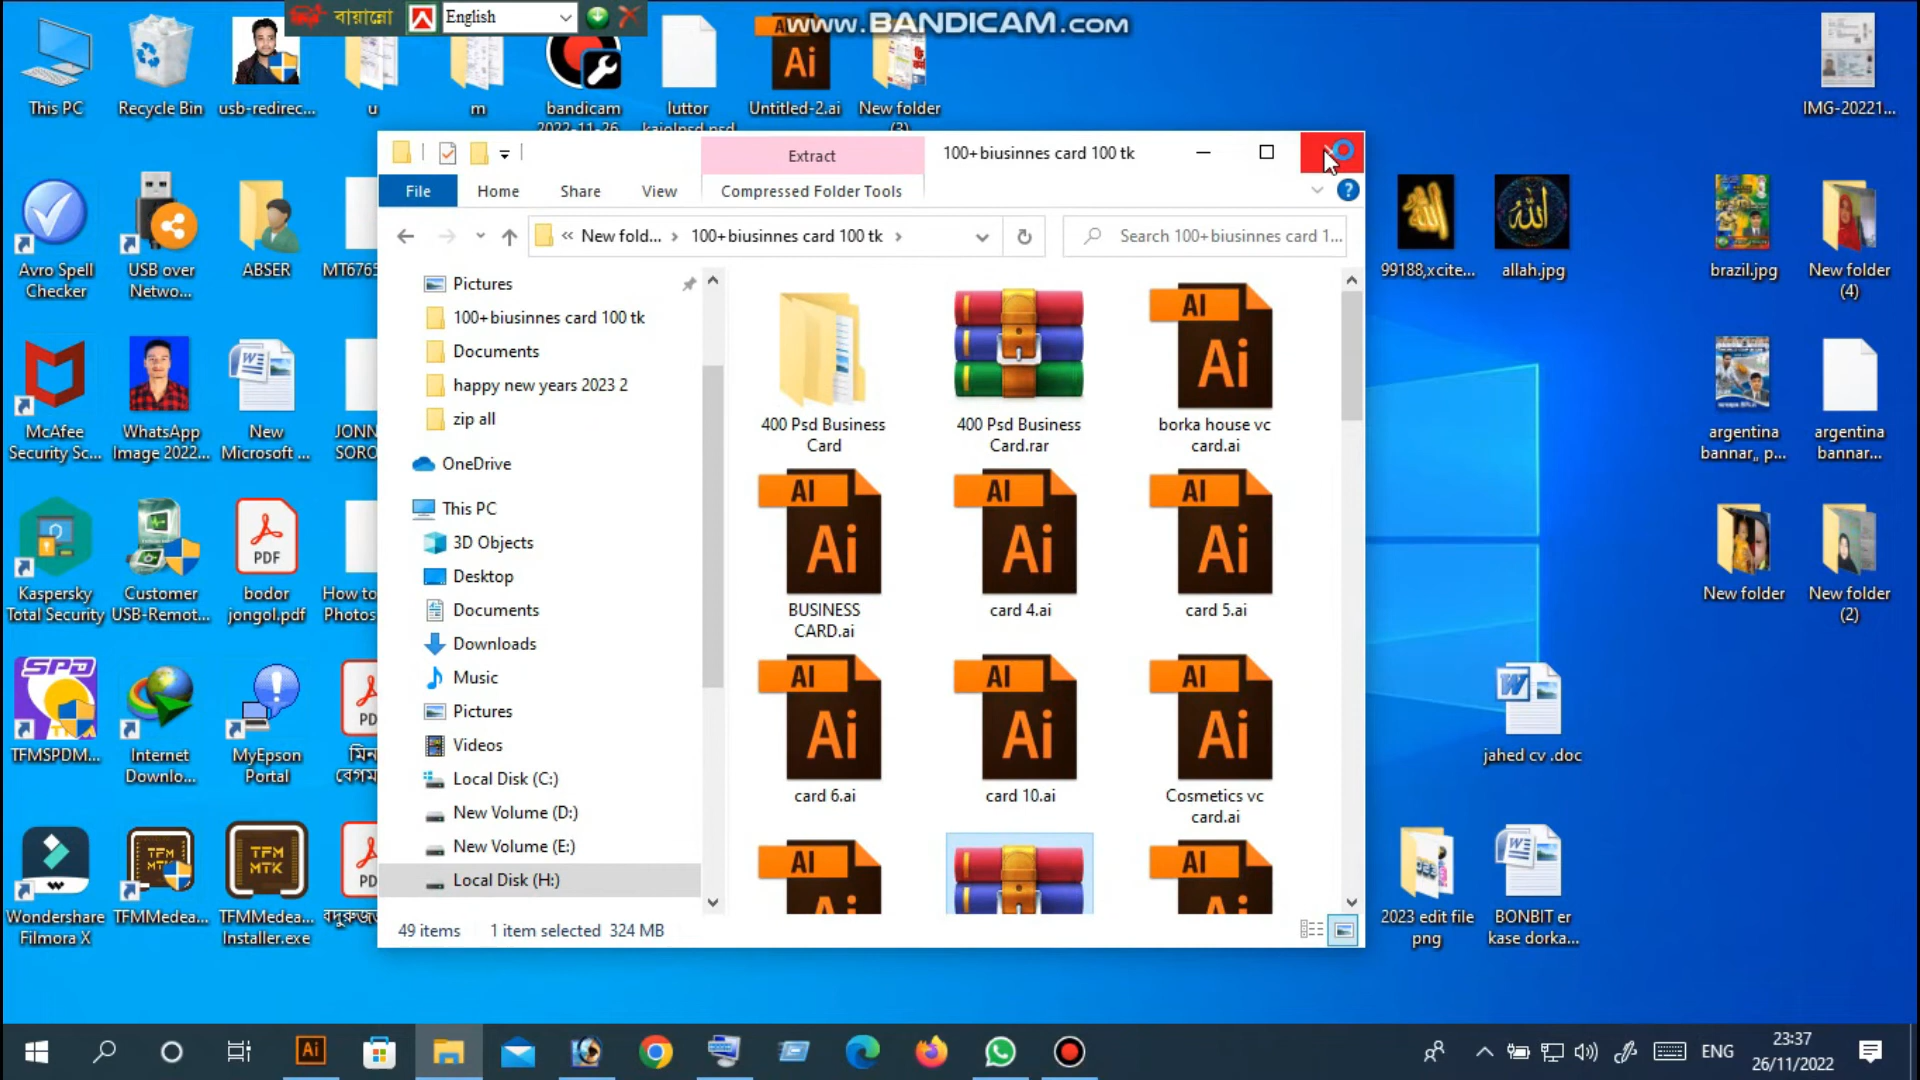 বায়ান্নো
English
www.BANDICAM.com
This PC
Recycle Bin
usb-redirec...
u
m
bandicam
2022-11-26
luttor
kajolpsd.psd
Untitled-2.ai
New folder
(3)
IMG-20221...
Extract
100+biusinnes card 100 tk
File
Home
Share
View
Compressed Folder Tools
« New fold... › 100+biusinnes card 100 tk ›
Search 100+biusinnes card 1...
Avro Spell
Checker
USB over
Netwo...
ABSER
MT6765
99188,xcite...
allah.jpg
الله
brazil.jpg
New folder
(4)
Pictures
100+biusinnes card 100 tk
Documents
happy new years 2023 2
zip all
OneDrive
This PC
3D Objects
Desktop
Documents
Downloads
Music
Pictures
Videos
Local Disk (C:)
New Volume (D:)
New Volume (E:)
Local Disk (H:)
400 Psd Business
Card
400 Psd Business
Card.rar
borka house vc
card.ai
BUSINESS
CARD.ai
card 4.ai
card 5.ai
card 6.ai
card 10.ai
Cosmetics vc
card.ai
AI
Ai
McAfee
Security Sc...
WhatsApp
Image 2022...
New
Microsoft ...
JONN
SORO
argentina
bannar,, p...
argentina
bannar...
Kaspersky
Total Security
Customer
USB-Remot...
PDF
bodor
jongol.pdf
How to
Photos
New folder
New folder
(2)
SPD
TFMSPDM...
Internet
Downlo...
MyEpson
Portal
PD
মিন
বেগম
jahed cv .doc
Wondershare
Filmora X
TFM
MTK
TFMMedea...
TFMMedea...
Installer.exe
PD
বদুরুজ
2023 edit file
png
BONBIT er
kase dorka...
49 items
1 item selected 324 MB
Ai
ENG
23:37
26/11/2022